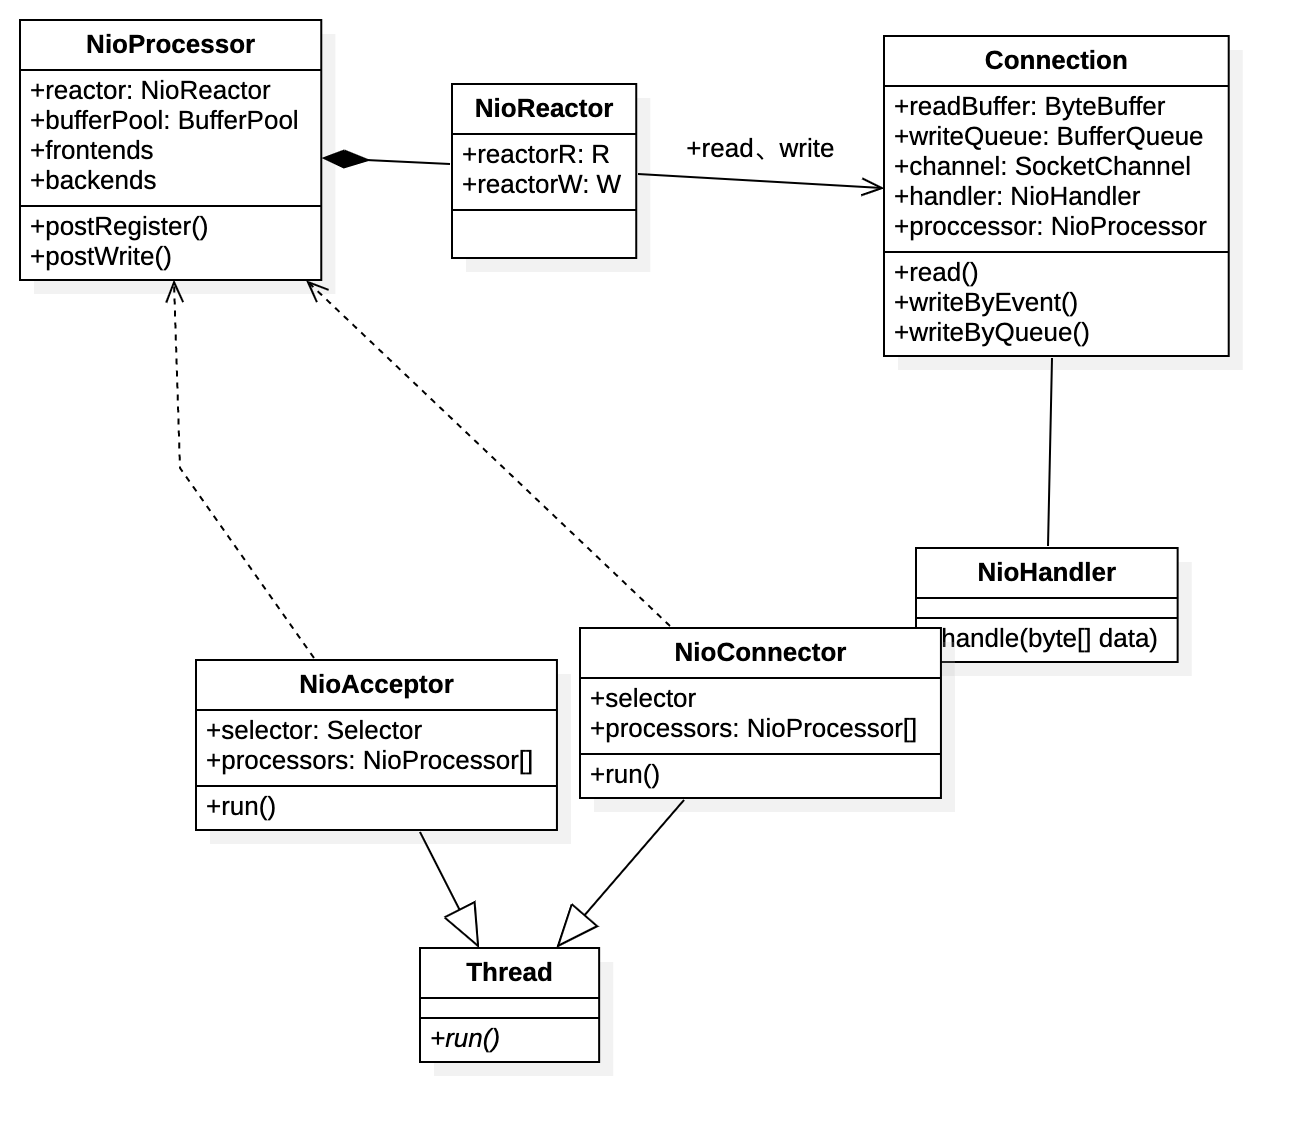 NioProcessor
+reactor: NioReactor
+bufferPool: BufferPool
+frontends
+backends
+postRegister()
+postWrite()
NioReactor
+reactorR: R
+reactorW: W
+read、write
Connection
+readBuffer: ByteBuffer
+writeQueue: BufferQueue
+channel: SocketChannel
+handler: NioHandler
+proccessor: NioProcessor
+read()
+writeByEvent()
+writeByQueue()
NioHandler
handle(byte[] data)
NioConnector
+selector
+processors: NioProcessor[]
+run()
NioAcceptor
+selector: Selector
+processors: NioProcessor[]
+run()
Thread
+run()